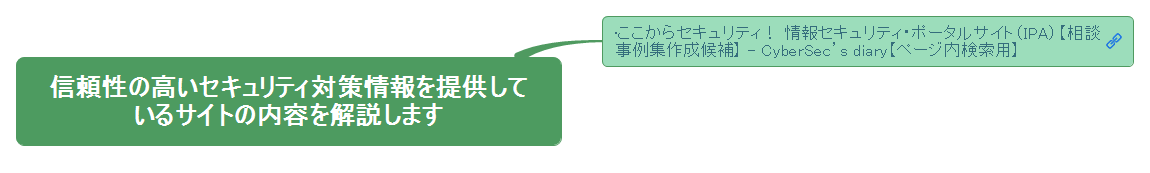 信頼性の高いセキュリティ対策情報を提供して
いるサイトの内容を解説します
・ここからセキュリティ！ 情報セキュリティ・ポータルサイト（IPA）【相談
事例集作成候補】 - CyberSec’s diary【ページ内検索用】